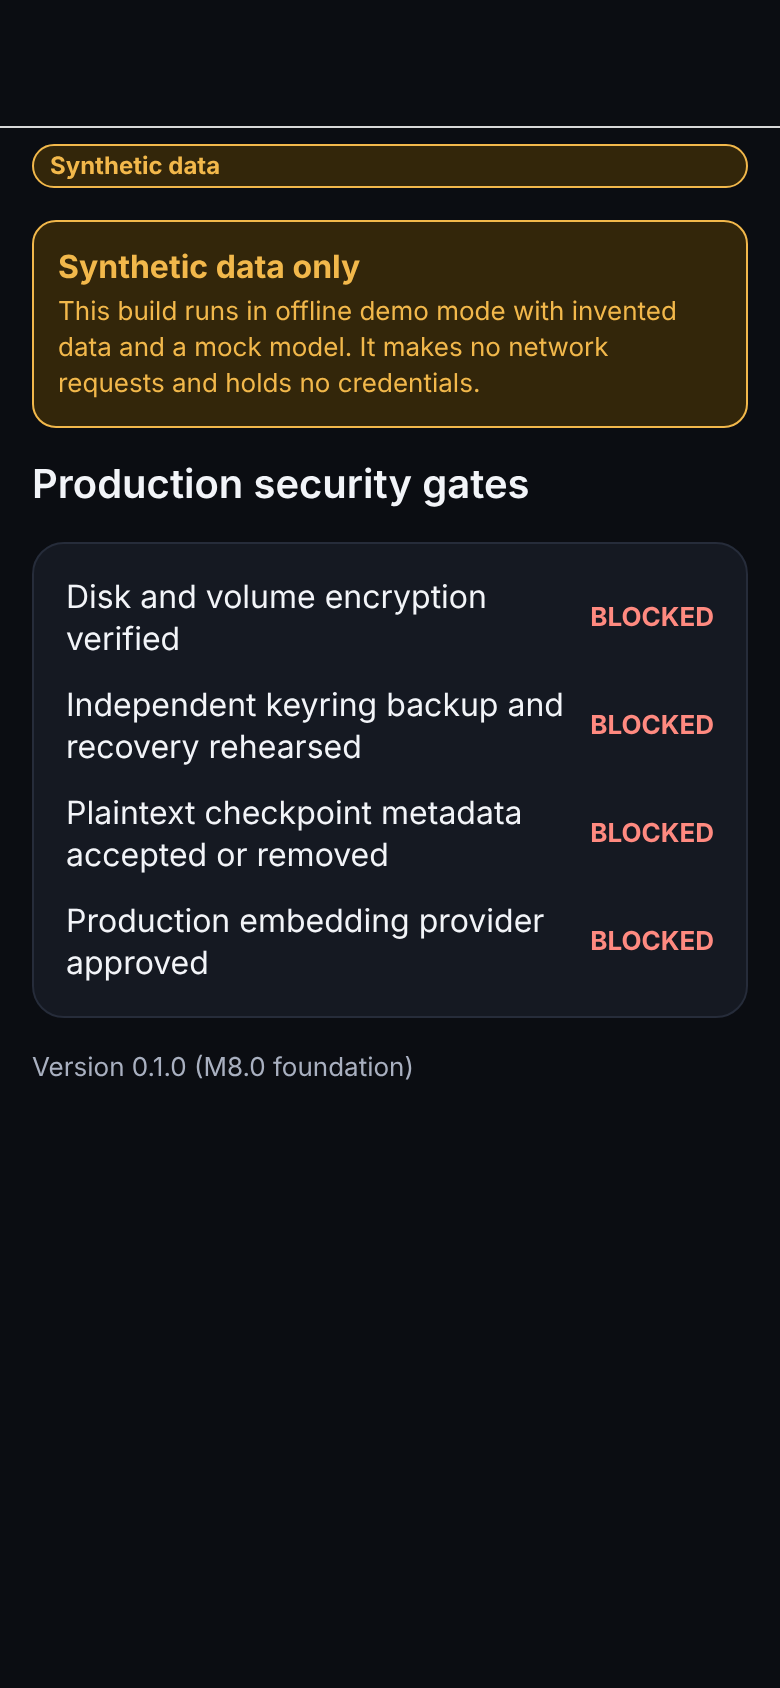 Synthetic data
Synthetic data only
This build runs in offline demo mode with invented
data and a mock model. It makes no network
requests and holds no credentials.
Production security gates
Disk and volume encryption
verified
BLOCKED
Independent keyring backup and
recovery rehearsed
BLOCKED
Plaintext checkpoint metadata
accepted or removed
BLOCKED
Production embedding provider
approved
BLOCKED
Version 0.1.0 (M8.0 foundation)